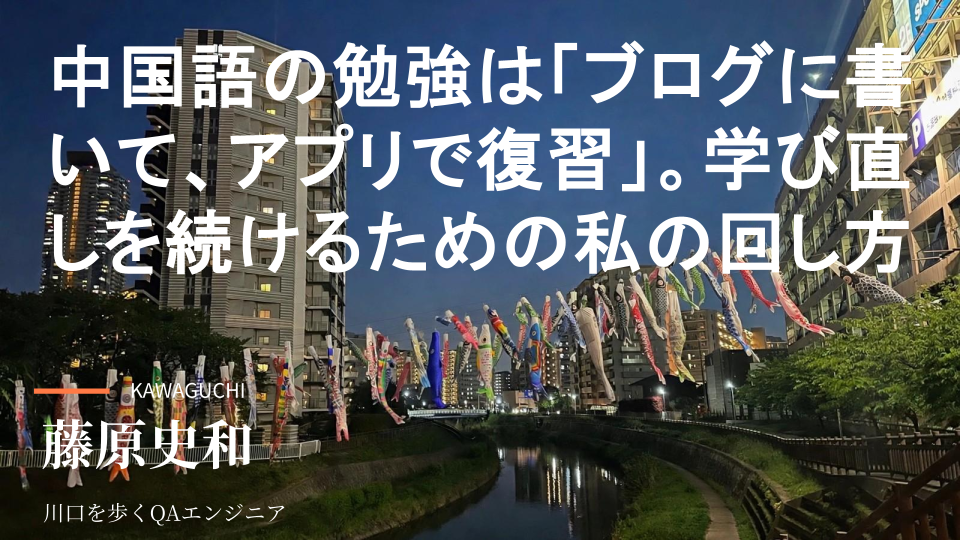 中国語の勉強は「ブログに書
いて、アプリで復習」。学び直
しを続けるための私の回し方
KAWAGUCHI
藤原史和
川口を歩くQAエンジニア
P